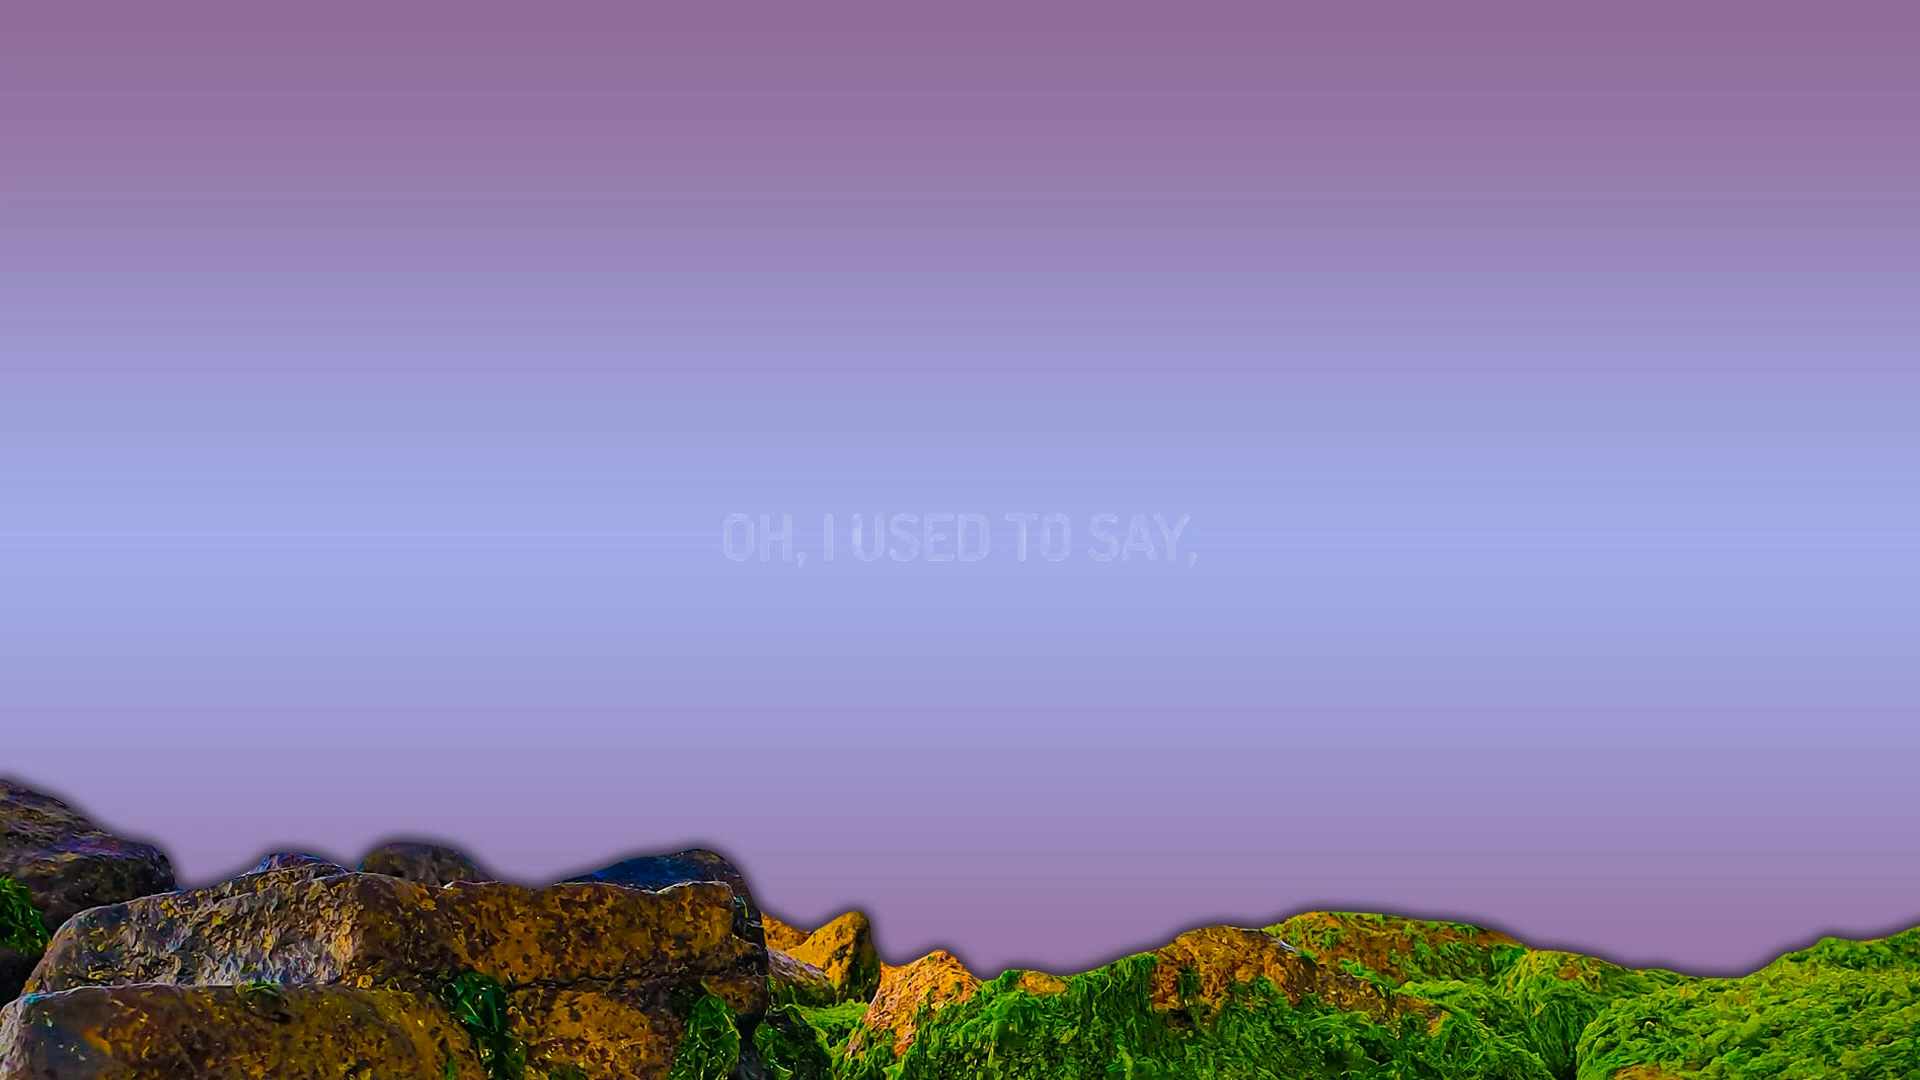 OH, I USED TO SAY,